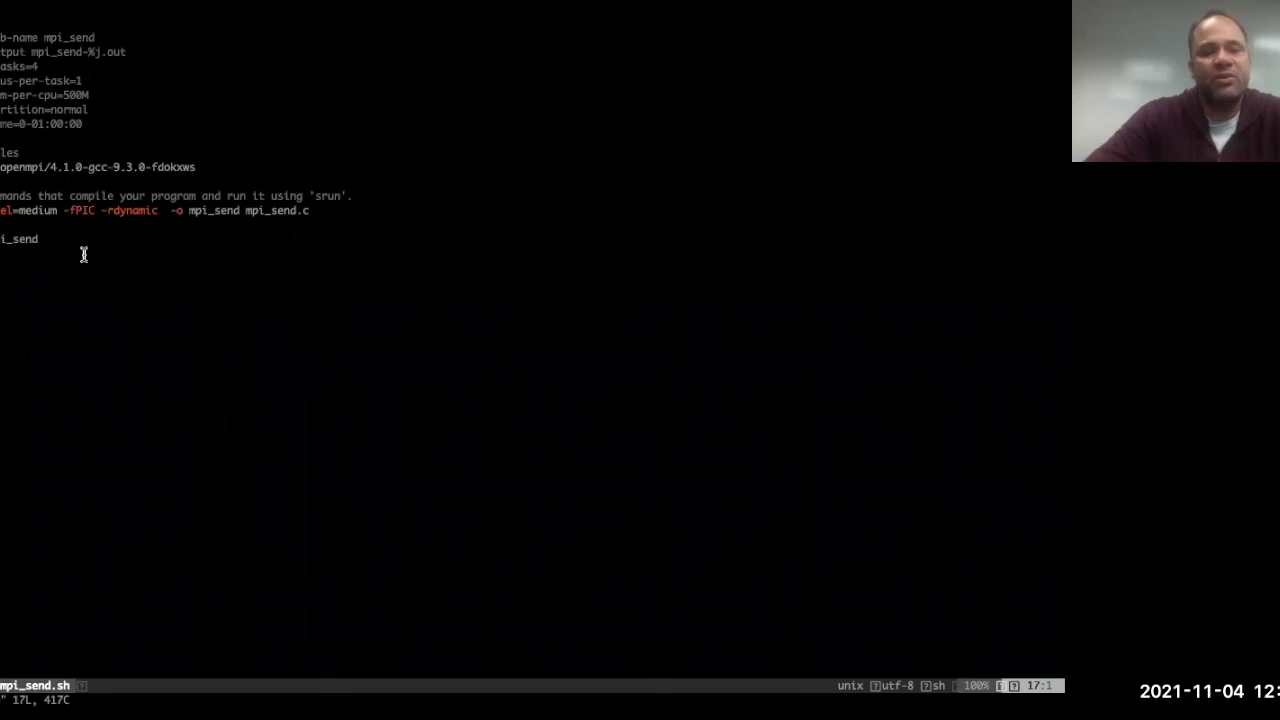 b-name mpi_send
tput mpi_send-%j.out
asks=4
us-per-task=1
m-per-cpu=500M
rtition=normal
me=0-01:00:00
les
openmpi/4.1.0-gcc-9.3.0-fdokxws
mands that compile your program and run it using 'srun'.
el=medium -fPIC -rdynamic -o mpi_send mpi_send.c
i_send
mpi_send.sh
unix utf-8 sh 100% 17:1
" 17L, 417C
2021-11-04 12: